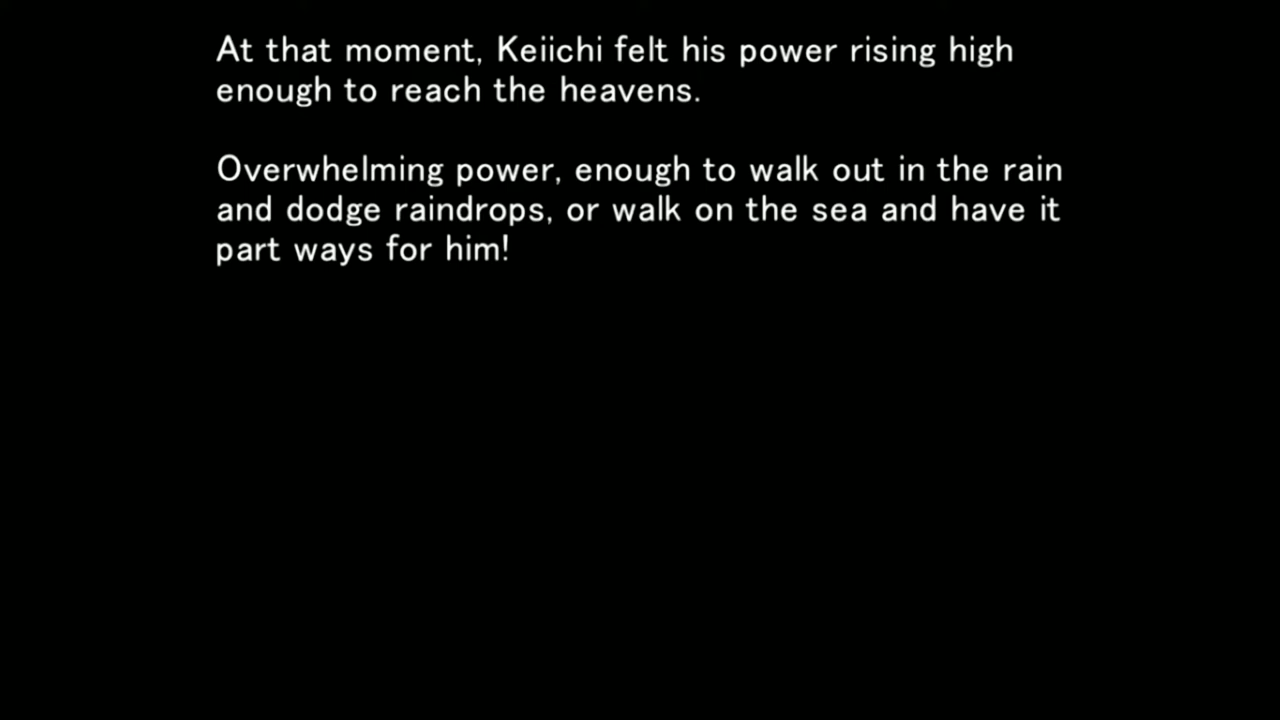 At that moment, Keiichi felt his power rising high
enough to reach the heavens.
Overwhelming power, enough to walk out in the rain
and dodge raindrops, or walk on the sea and have it
part ways for him!